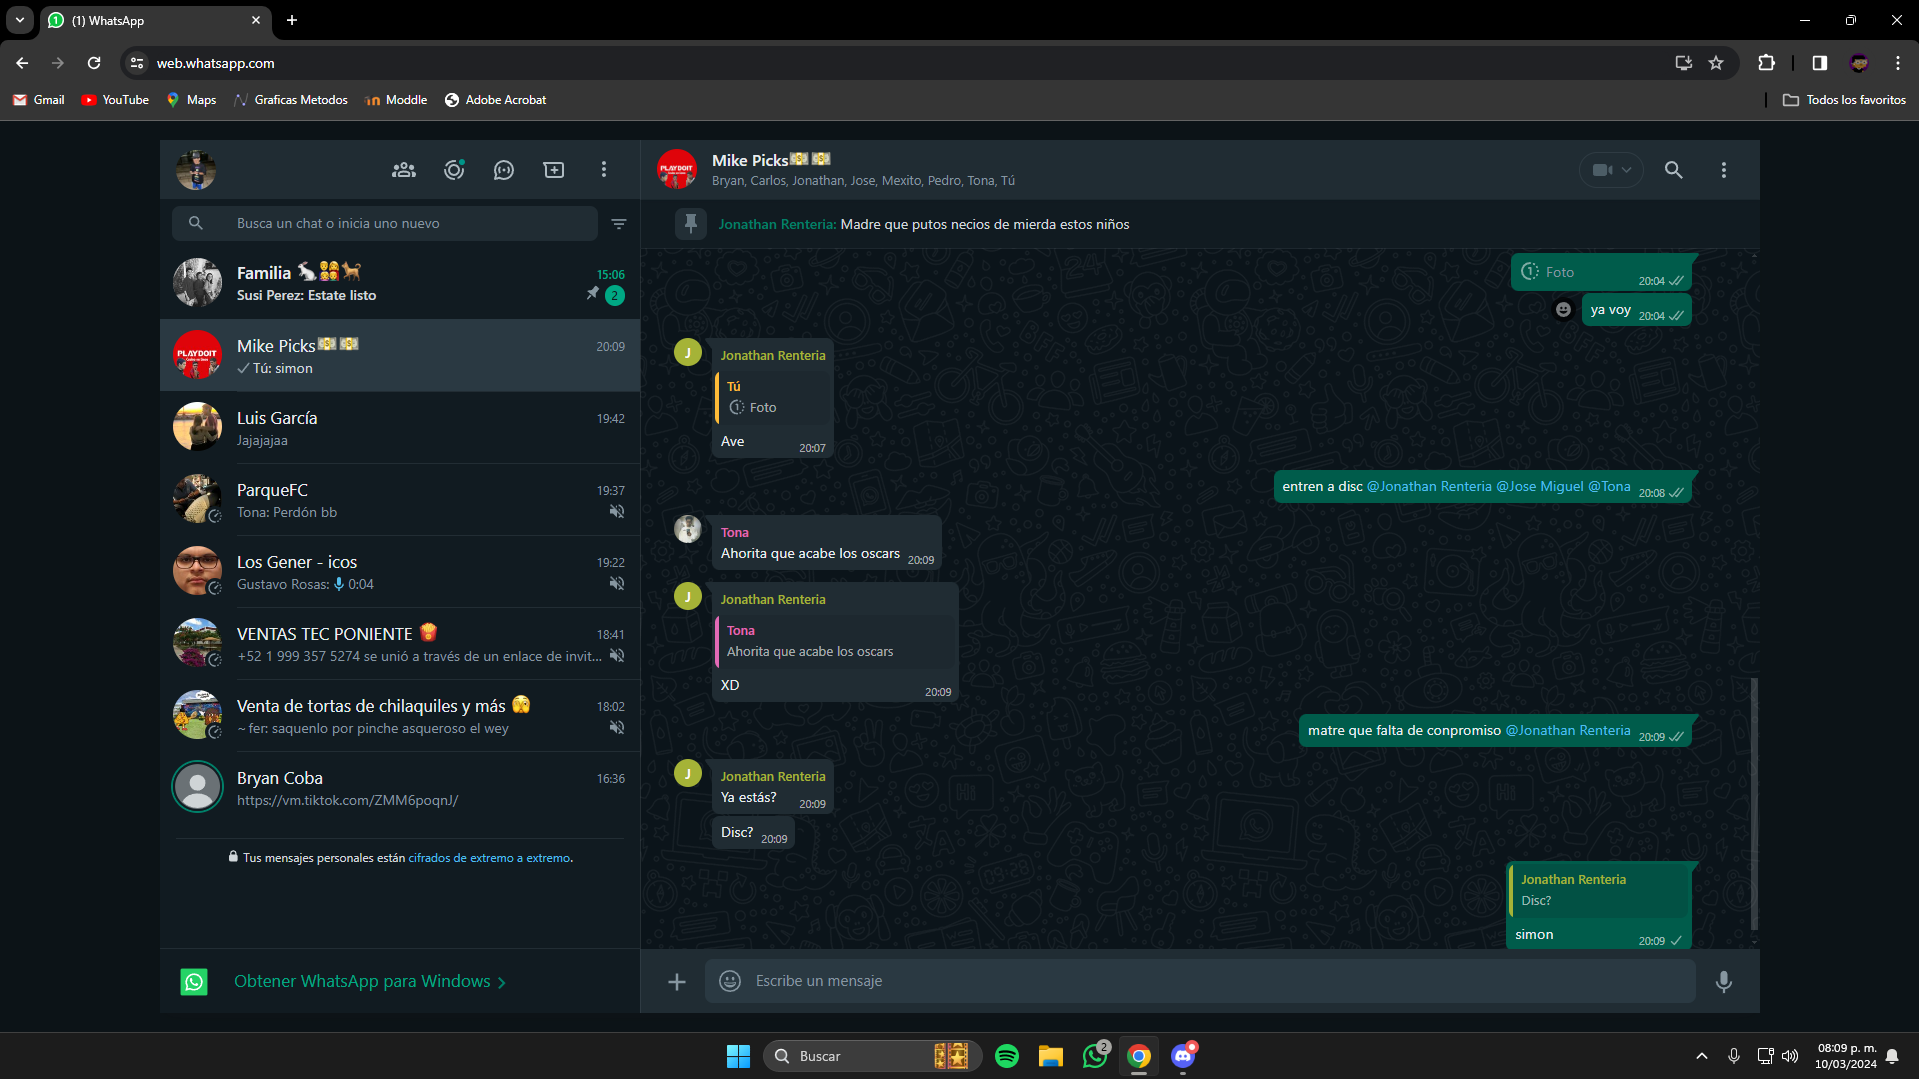 (1) WhatsApp
web.whatsapp.com
Gmail
YouTube
Maps
Graficas Metodos
Moddle
Adobe Acrobat
Todos los favoritos
Busca un chat o inicia uno nuevo
Familia
15:06
Susi Perez: Estate listo
2
PLAYDOIT
Mike Picks
20:09
Tú: simon
Luis García
19:42
Jajajajaa
ParqueFC
19:37
Tona: Perdón bb
Los Gener - icos
19:22
Gustavo Rosas: 0:04
VENTAS TEC PONIENTE
18:41
+52 1 999 357 5274 se unió a través de un enlace de invit...
Venta de tortas de chilaquiles y más
18:02
~ fer: saquenlo por pinche asqueroso el wey
Bryan Coba
16:36
https://vm.tiktok.com/ZMM6poqnJ/
Tus mensajes personales están cifrados de extremo a extremo.
Obtener WhatsApp para Windows
PLAYDOIT
Mike Picks
Bryan, Carlos, Jonathan, Jose, Mexito, Pedro, Tona, Tú
Jonathan Renteria: Madre que putos necios de mierda estos niños
1 Foto
20:04
ya voy 20:04
J
Jonathan Renteria
Tú
1 Foto
Ave
20:07
entren a disc @Jonathan Renteria @Jose Miguel @Tona 20:08
Tona
Ahorita que acabe los oscars 20:09
J
Jonathan Renteria
Tona
Ahorita que acabe los oscars
XD
20:09
matre que falta de conpromiso @Jonathan Renteria 20:09
J
Jonathan Renteria
Ya estás? 20:09
Disc? 20:09
Jonathan Renteria
Disc?
simon
20:09
Escribe un mensaje
Buscar
2
08:09 p. m.
10/03/2024